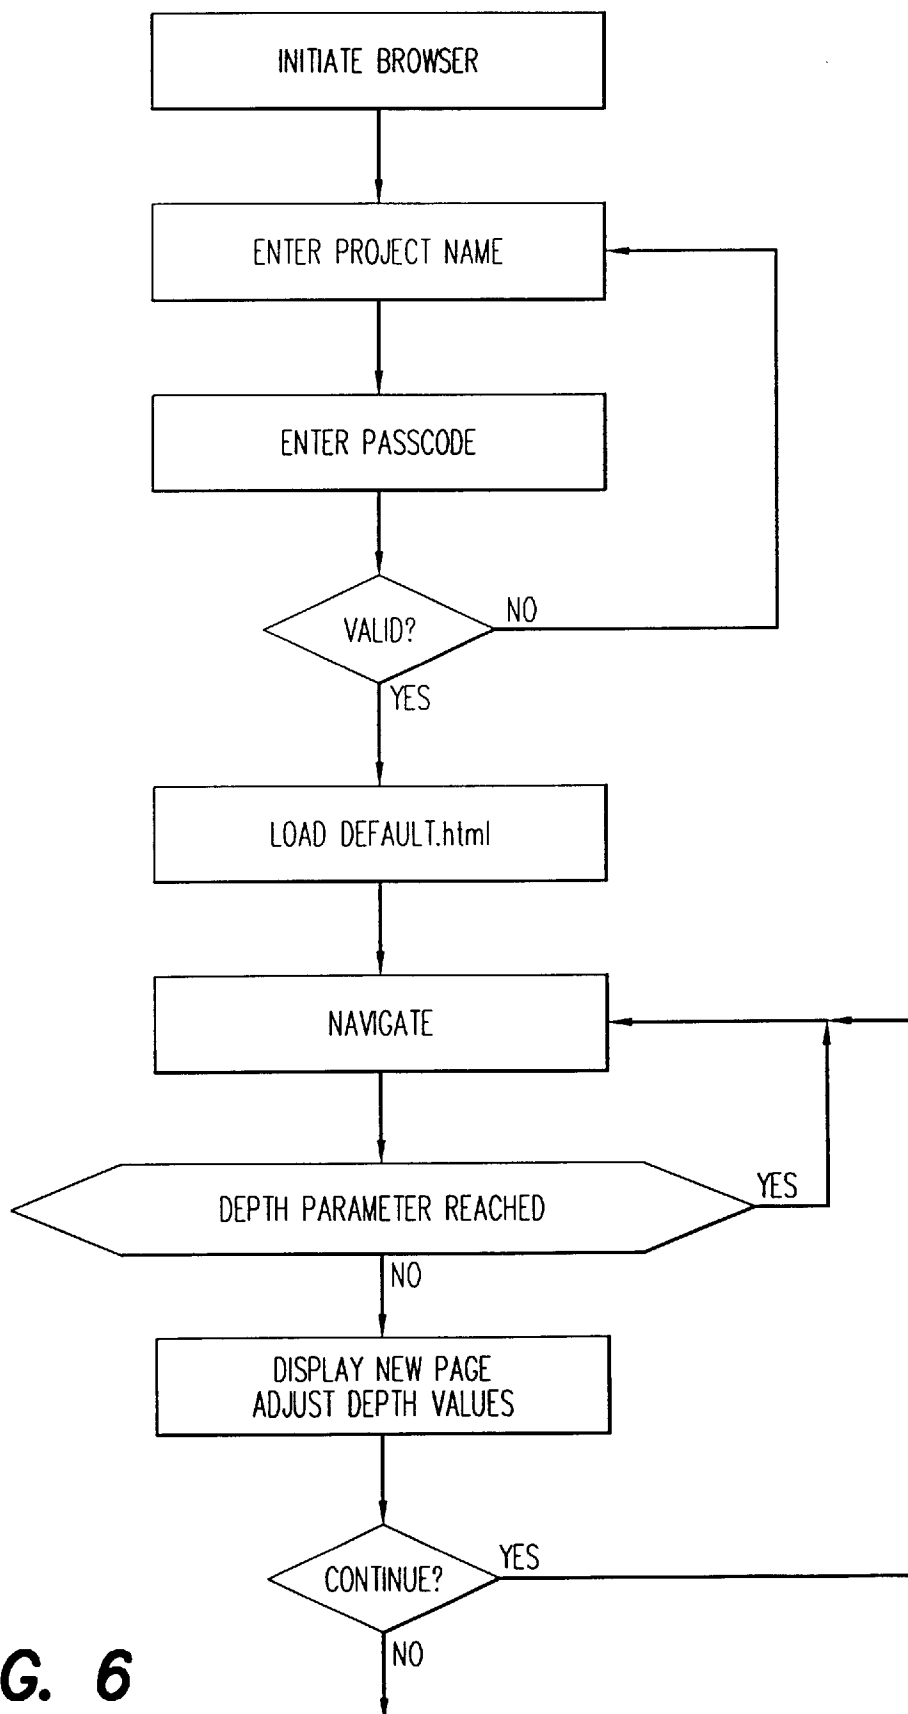 INITIATE BROWSER
ENTER PROJECT NAME
ENTER PASSCODE
VALID?
NO
YES
LOAD DEFAULT.html
NAVIGATE
DEPTH PARAMETER REACHED
YES
NO
DISPLAY NEW PAGE
ADJUST DEPTH VALUES
CONTINUE?
YES
NO
G. 6